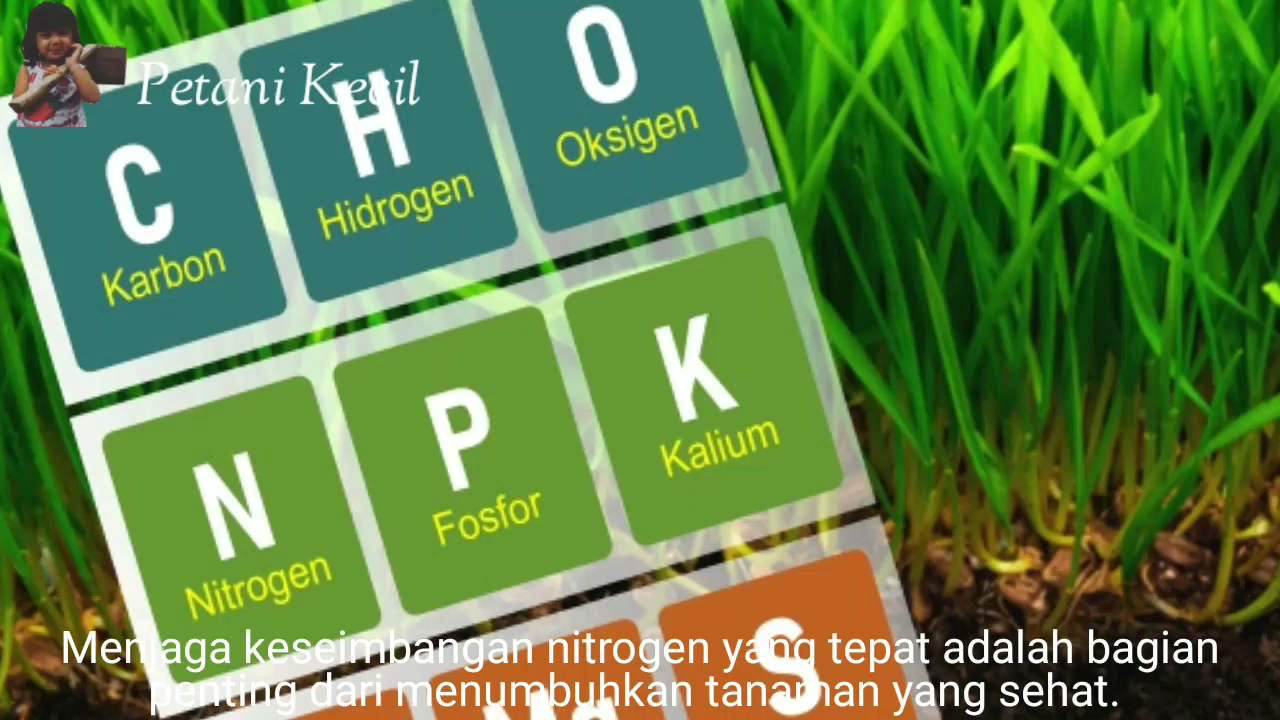 Petani Kecil
C
Karbon
H
Hidrogen
O
Oksigen
N
Nitrogen
P
Fosfor
K
Kalium
Mg
S
Menjaga keseimbangan nitrogen yang tepat adalah bagian
penting dari menumbuhkan tanaman yang sehat.